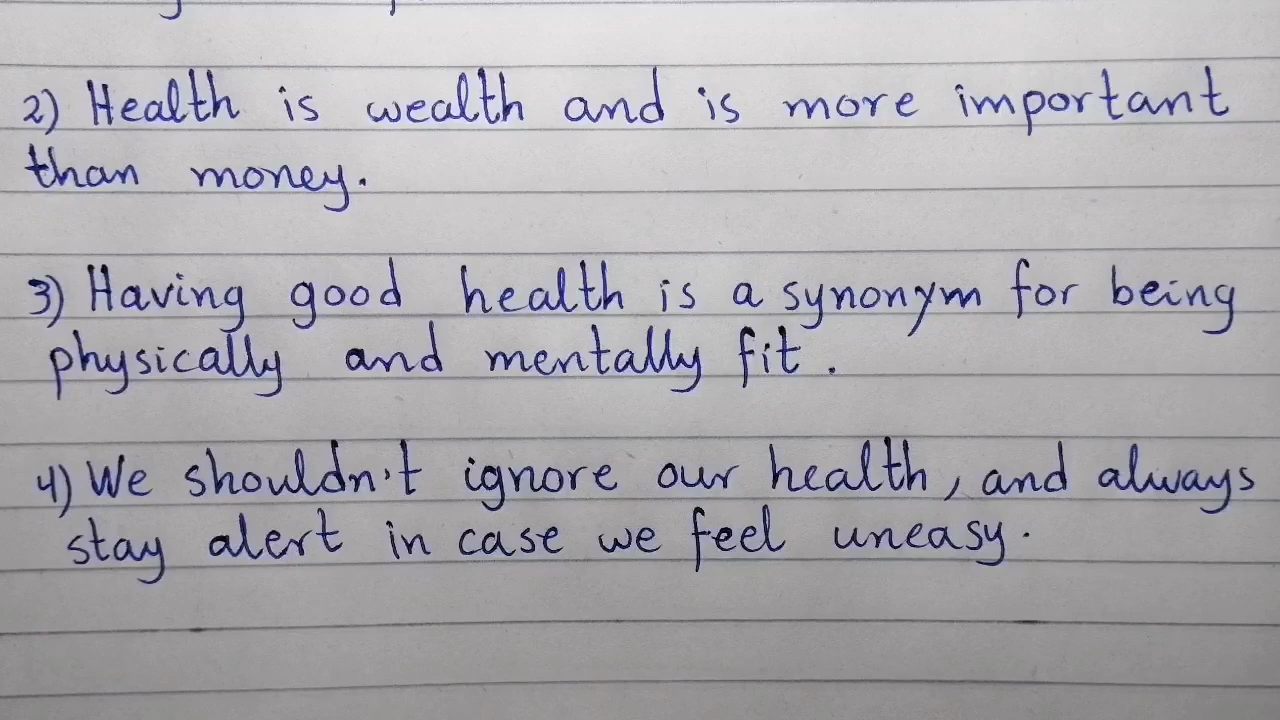 2) Health is wealth and is more important
than money.
3) Having good health is a synonym for being
physically and mentally fit.
4) We shouldn't ignore our health, and always
stay alert in case we feel uneasy.